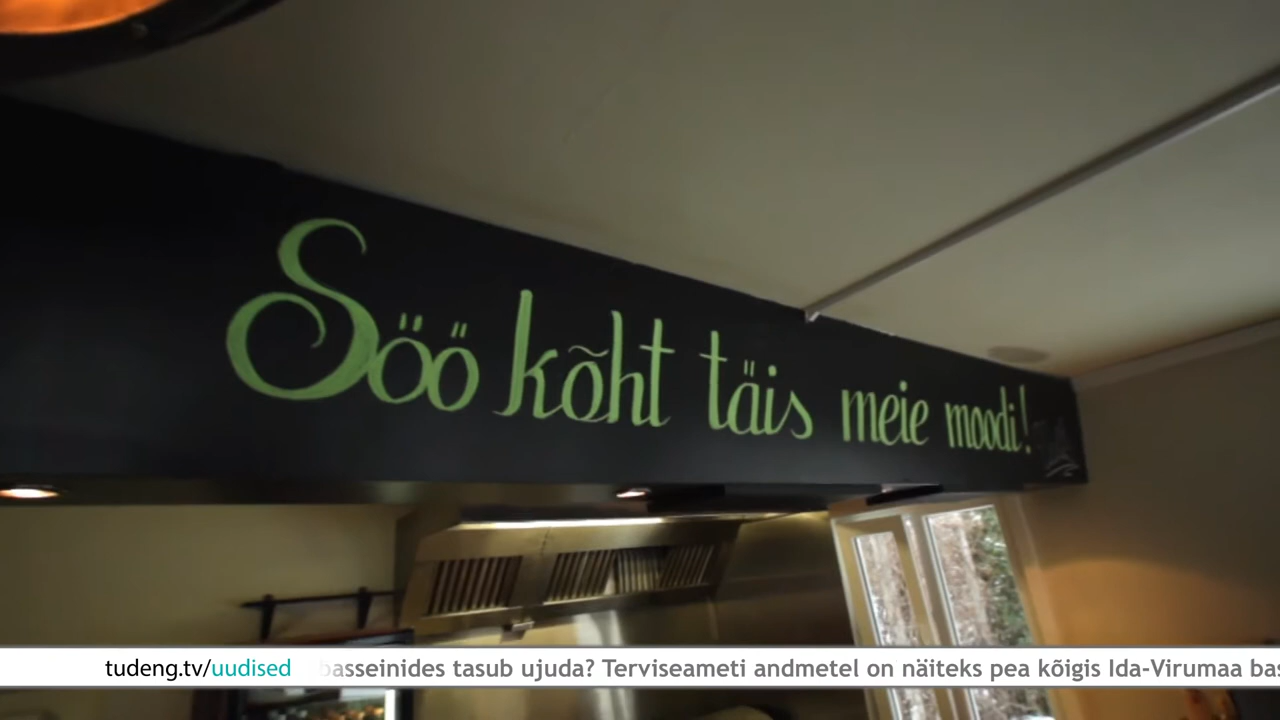 Söö kõht täis meie moodi!
tudeng.tv/uudised basseinides tasub ujuda? Terviseameti andmetel on näiteks pea kõigis Ida-Virumaa bas